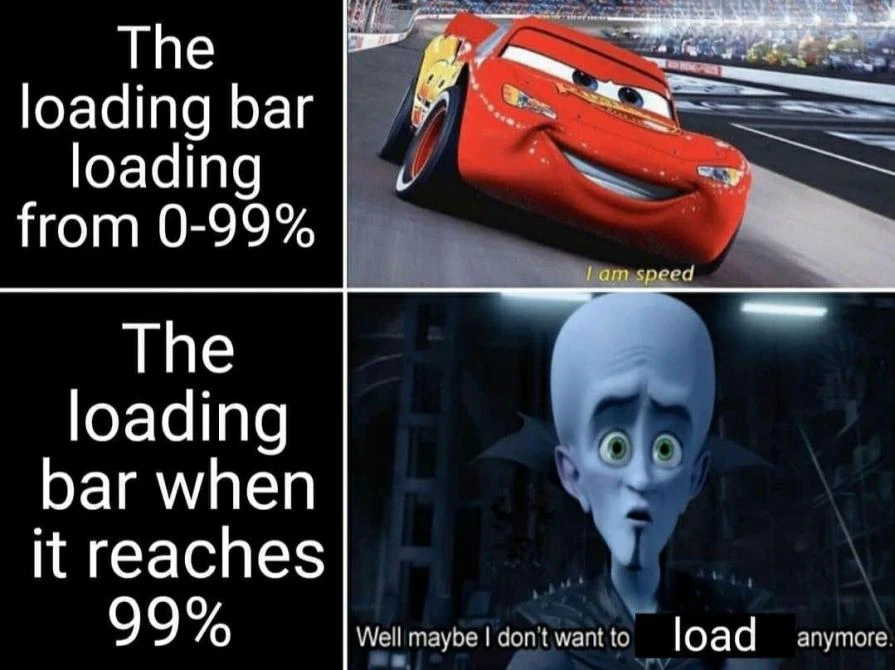 The
loading bar
loading
from 0-99%
I am speed
The
loading
bar when
it reaches
99%
Well maybe I don't want to load anymore.